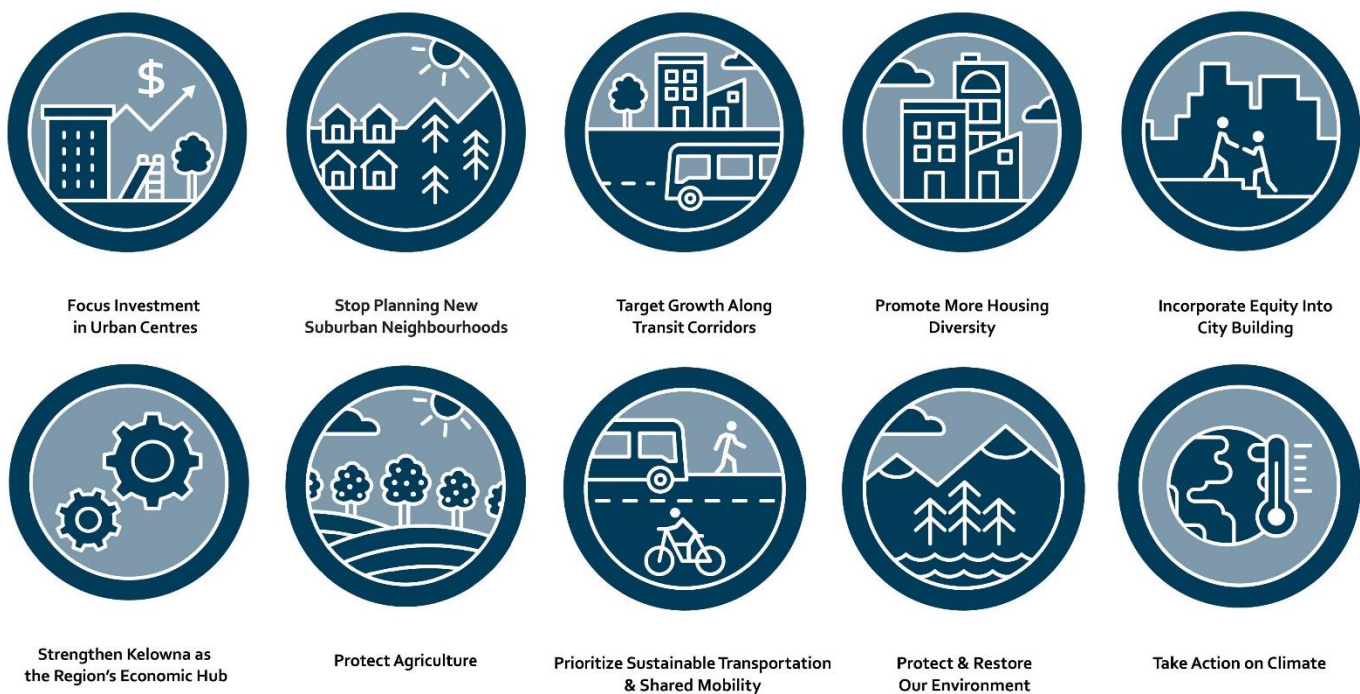 $
Focus Investment
in Urban Centres
Stop Planning New
Suburban Neighbourhoods
Target Growth Along
Transit Corridors
Promote More Housing
Diversity
Incorporate Equity Into
City Building
Strengthen Kelowna as
the Region's Economic Hub
Protect Agriculture
Prioritize Sustainable Transportation
& Shared Mobility
Protect & Restore
Our Environment
Take Action on Climate